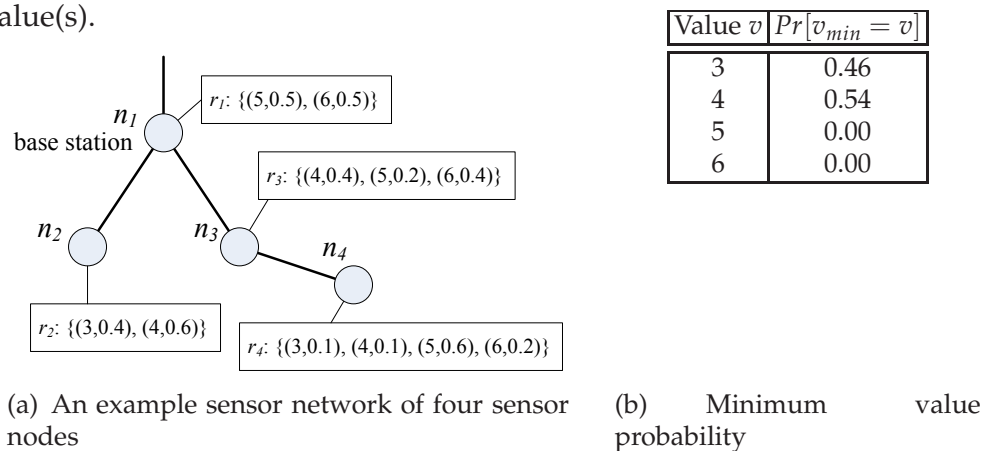 alue(s).
n1
base station
r1: {(5,0.5), (6,0.5)}
r3: {(4,0.4), (5,0.2), (6,0.4)}
n2
n3
n4
r2: {(3,0.4), (4,0.6)}
r4: {(3,0.1), (4,0.1), (5,0.6), (6,0.2)}
(a) An example sensor network of four sensor
nodes
Value v Pr[vmin = v]
3 0.46
4 0.54
5 0.00
6 0.00
(b) Minimum value
probability